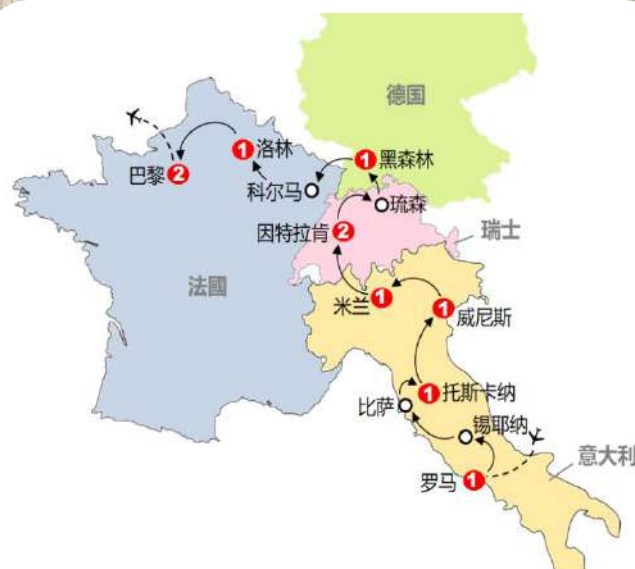 德国
1 洛林
1 黑森林
巴黎 2
科尔马
琉森
因特拉肯 2
瑞士
法國
米兰 1
1 威尼斯
1 托斯卡纳
比萨
锡耶纳
意大利
罗马 1